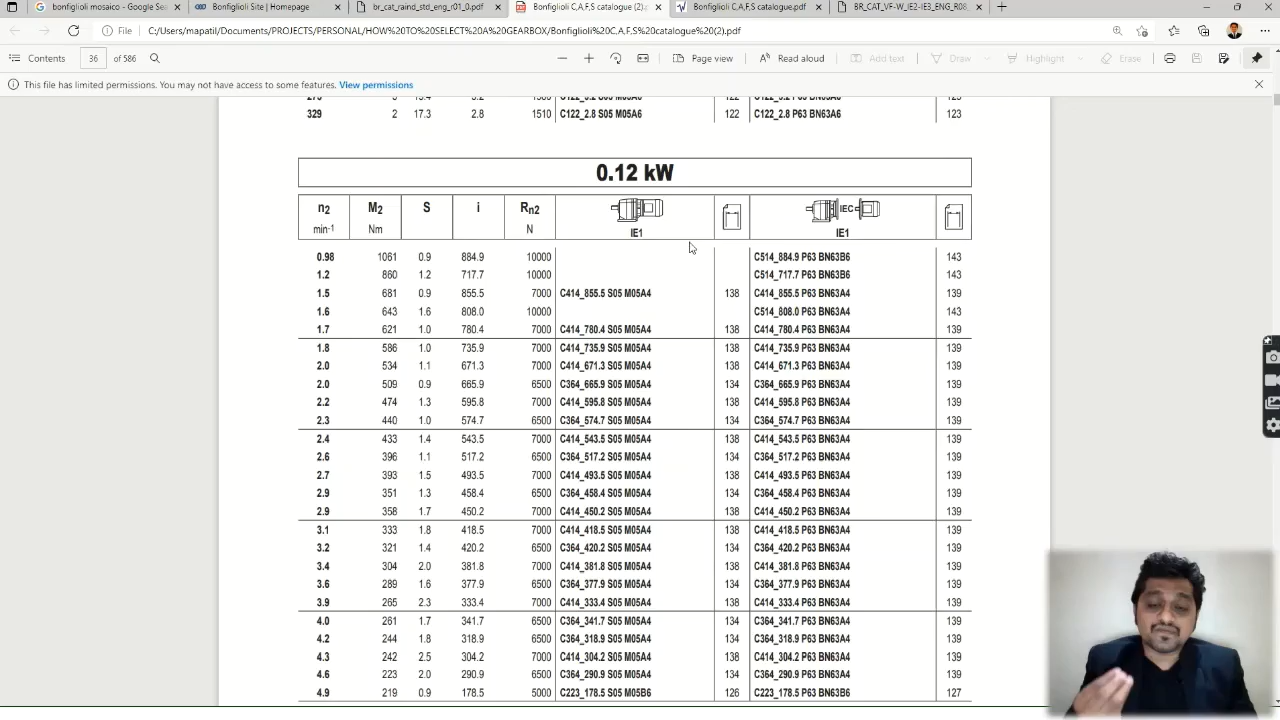 bonfiglioli mosaico - Google Sea
Bonfiglioli Site | Homepage
br_cat_raind_std_eng_r01_0.pdf
Bonfiglioli C,A,F,S catalogue (2).p
Bonfiglioli C,F_IE2-IE3 catalogue.pdf
BR_CAT_VF-W_IE2-IE3_ENG_R08_
File
C:/Users/mapatil/Documents/PROJECTS/PERSONAL/HOW%20TO%20SELECT%20A%20GEARBOX/Bonfiglioli%20C,A,F,S%20catalogue%20(2).pdf
Contents 36 of 586 Page view Read aloud Add text Draw Highlight Erase
This file has limited permissions. You may not have access to some features. View permissions
329 2 17.3 2.8 1510 C122_2.8 S05 M05A6 122 C122_2.8 P63 BN63A6 123
0.12 kW
n2 M2 S i Rn2 IEC
min-1 Nm N IE1 IE1
0.98 1061 0.9 884.9 10000 C514_884.9 P63 BN63B6 143
1.2 860 1.2 717.7 10000 C514_717.7 P63 BN63B6 143
1.5 681 0.9 855.5 7000 C414_855.5 S05 M05A4 138 C414_855.5 P63 BN63A4 139
1.6 643 1.6 808.0 10000 C514_808.0 P63 BN63A4 143
1.7 621 1.0 780.4 7000 C414_780.4 S05 M05A4 138 C414_780.4 P63 BN63A4 139
1.8 586 1.0 735.9 7000 C414_735.9 S05 M05A4 138 C414_735.9 P63 BN63A4 139
2.0 534 1.1 671.3 7000 C414_671.3 S05 M05A4 138 C414_671.3 P63 BN63A4 139
2.0 509 0.9 665.9 6500 C364_665.9 S05 M05A4 134 C364_665.9 P63 BN63A4 139
2.2 474 1.3 595.8 7000 C414_595.8 S05 M05A4 138 C414_595.8 P63 BN63A4 139
2.3 440 1.0 574.7 6500 C364_574.7 S05 M05A4 134 C364_574.7 P63 BN63A4 139
2.4 433 1.4 543.5 7000 C414_543.5 S05 M05A4 138 C414_543.5 P63 BN63A4 139
2.6 396 1.1 517.2 6500 C364_517.2 S05 M05A4 134 C364_517.2 P63 BN63A4 139
2.7 393 1.5 493.5 7000 C414_493.5 S05 M05A4 138 C414_493.5 P63 BN63A4 139
2.9 351 1.3 458.4 6500 C364_458.4 S05 M05A4 134 C364_458.4 P63 BN63A4 139
2.9 358 1.7 450.2 7000 C414_450.2 S05 M05A4 138 C414_450.2 P63 BN63A4 139
3.1 333 1.8 418.5 7000 C414_418.5 S05 M05A4 138 C414_418.5 P63 BN63A4 139
3.2 321 1.4 420.2 6500 C364_420.2 S05 M05A4 134 C364_420.2 P63 BN63A4 139
3.4 304 2.0 381.8 7000 C414_381.8 S05 M05A4 138 C414_381.8 P63 BN63A4 139
3.6 289 1.6 377.9 6500 C364_377.9 S05 M05A4 134 C364_377.9 P63 BN63A4 139
3.9 265 2.3 333.4 7000 C414_333.4 S05 M05A4 138 C414_333.4 P63 BN63A4 139
4.0 261 1.7 341.7 6500 C364_341.7 S05 M05A4 134 C364_341.7 P63 BN63A4 139
4.2 244 1.8 318.9 6500 C364_318.9 S05 M05A4 134 C364_318.9 P63 BN63A4 139
4.3 242 2.5 304.2 7000 C414_304.2 S05 M05A4 138 C414_304.2 P63 BN63A4 139
4.6 223 2.0 290.9 6500 C364_290.9 S05 M05A4 134 C364_290.9 P63 BN63A4 139
4.9 219 0.9 178.5 5000 C223_178.5 S05 M05B6 126 C223_178.5 P63 BN63B6 127